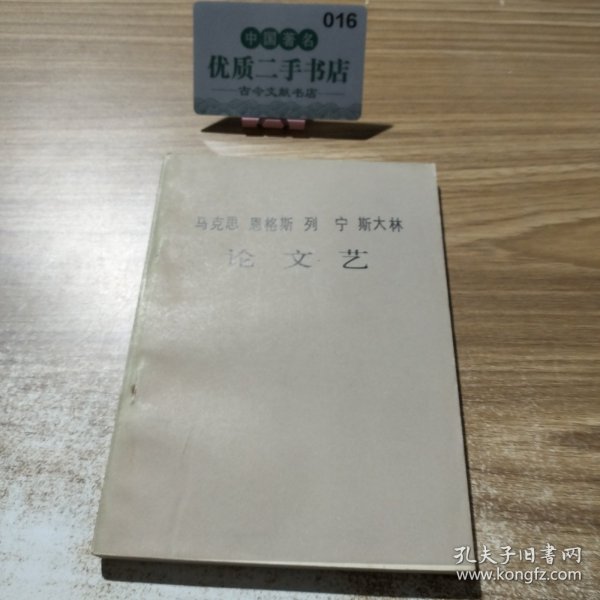 016
中国著名
优质二手书店
古今文献书店
马克思 恩格斯 列 宁 斯大林
论 文 艺
孔夫子旧书网
www.kongfz.com